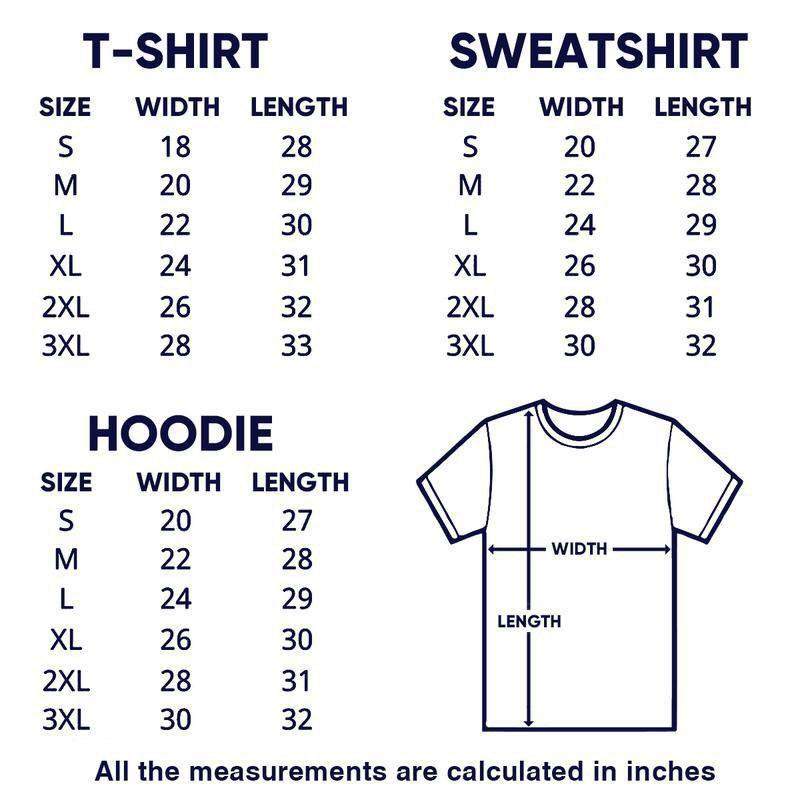 T-SHIRT
SIZE WIDTH LENGTH
S 18 28
M 20 29
L 22 30
XL 24 31
2XL 26 32
3XL 28 33
SWEATSHIRT
SIZE WIDTH LENGTH
S 20 27
M 22 28
L 24 29
XL 26 30
2XL 28 31
3XL 30 32
HOODIE
SIZE WIDTH LENGTH
S 20 27
M 22 28
L 24 29
XL 26 30
2XL 28 31
3XL 30 32
WIDTH
LENGTH
All the measurements are calculated in inches